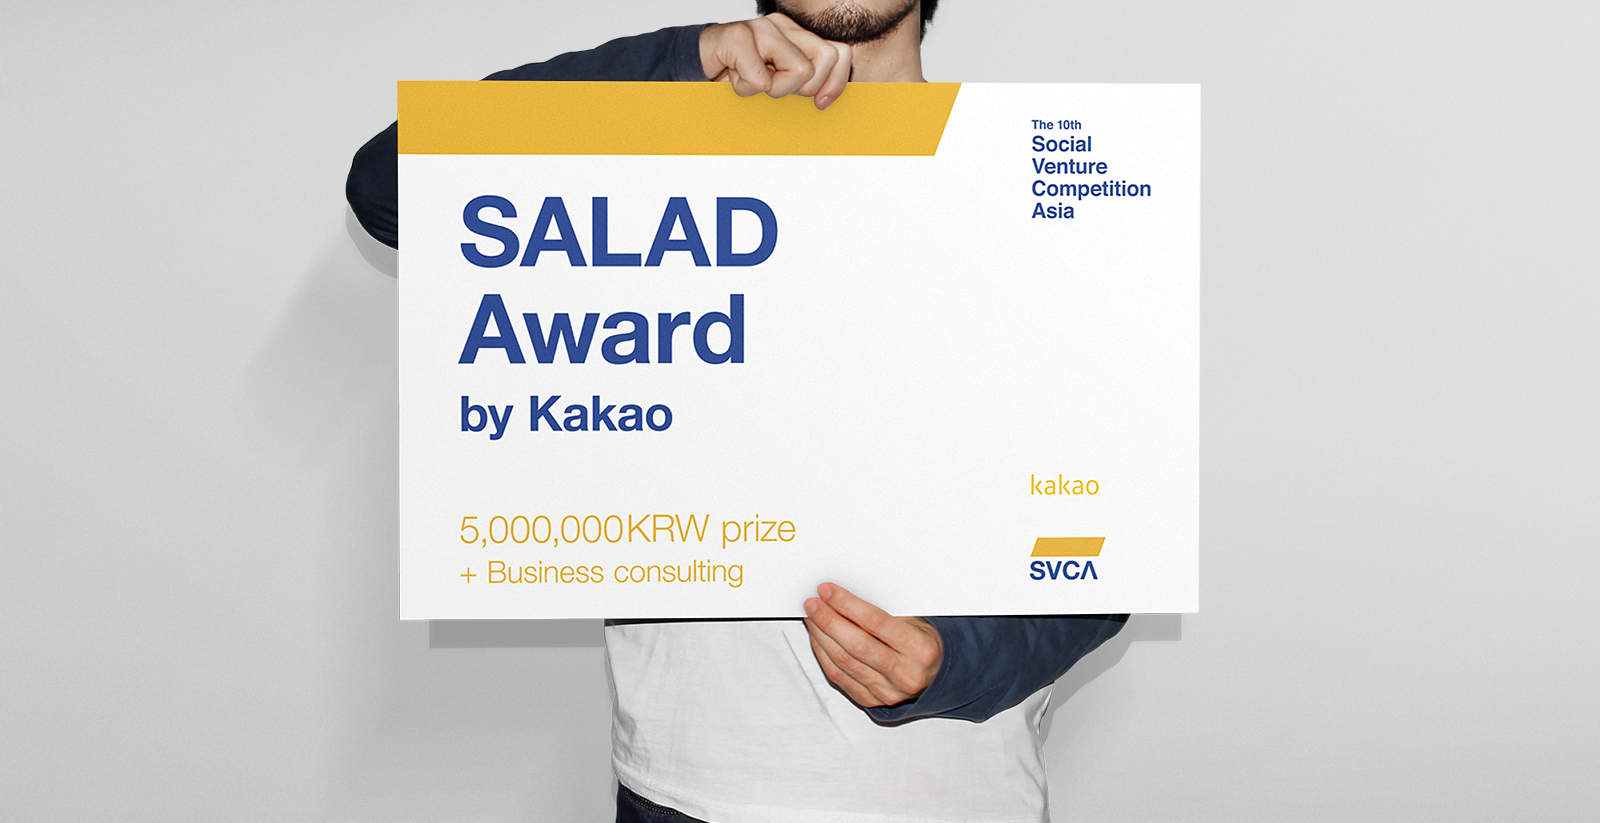 The 10th
Social
Venture
Competition
Asia
SALAD
Award
by Kakao
5,000,000KRW prize
+ Business consulting
kakao
SVCA